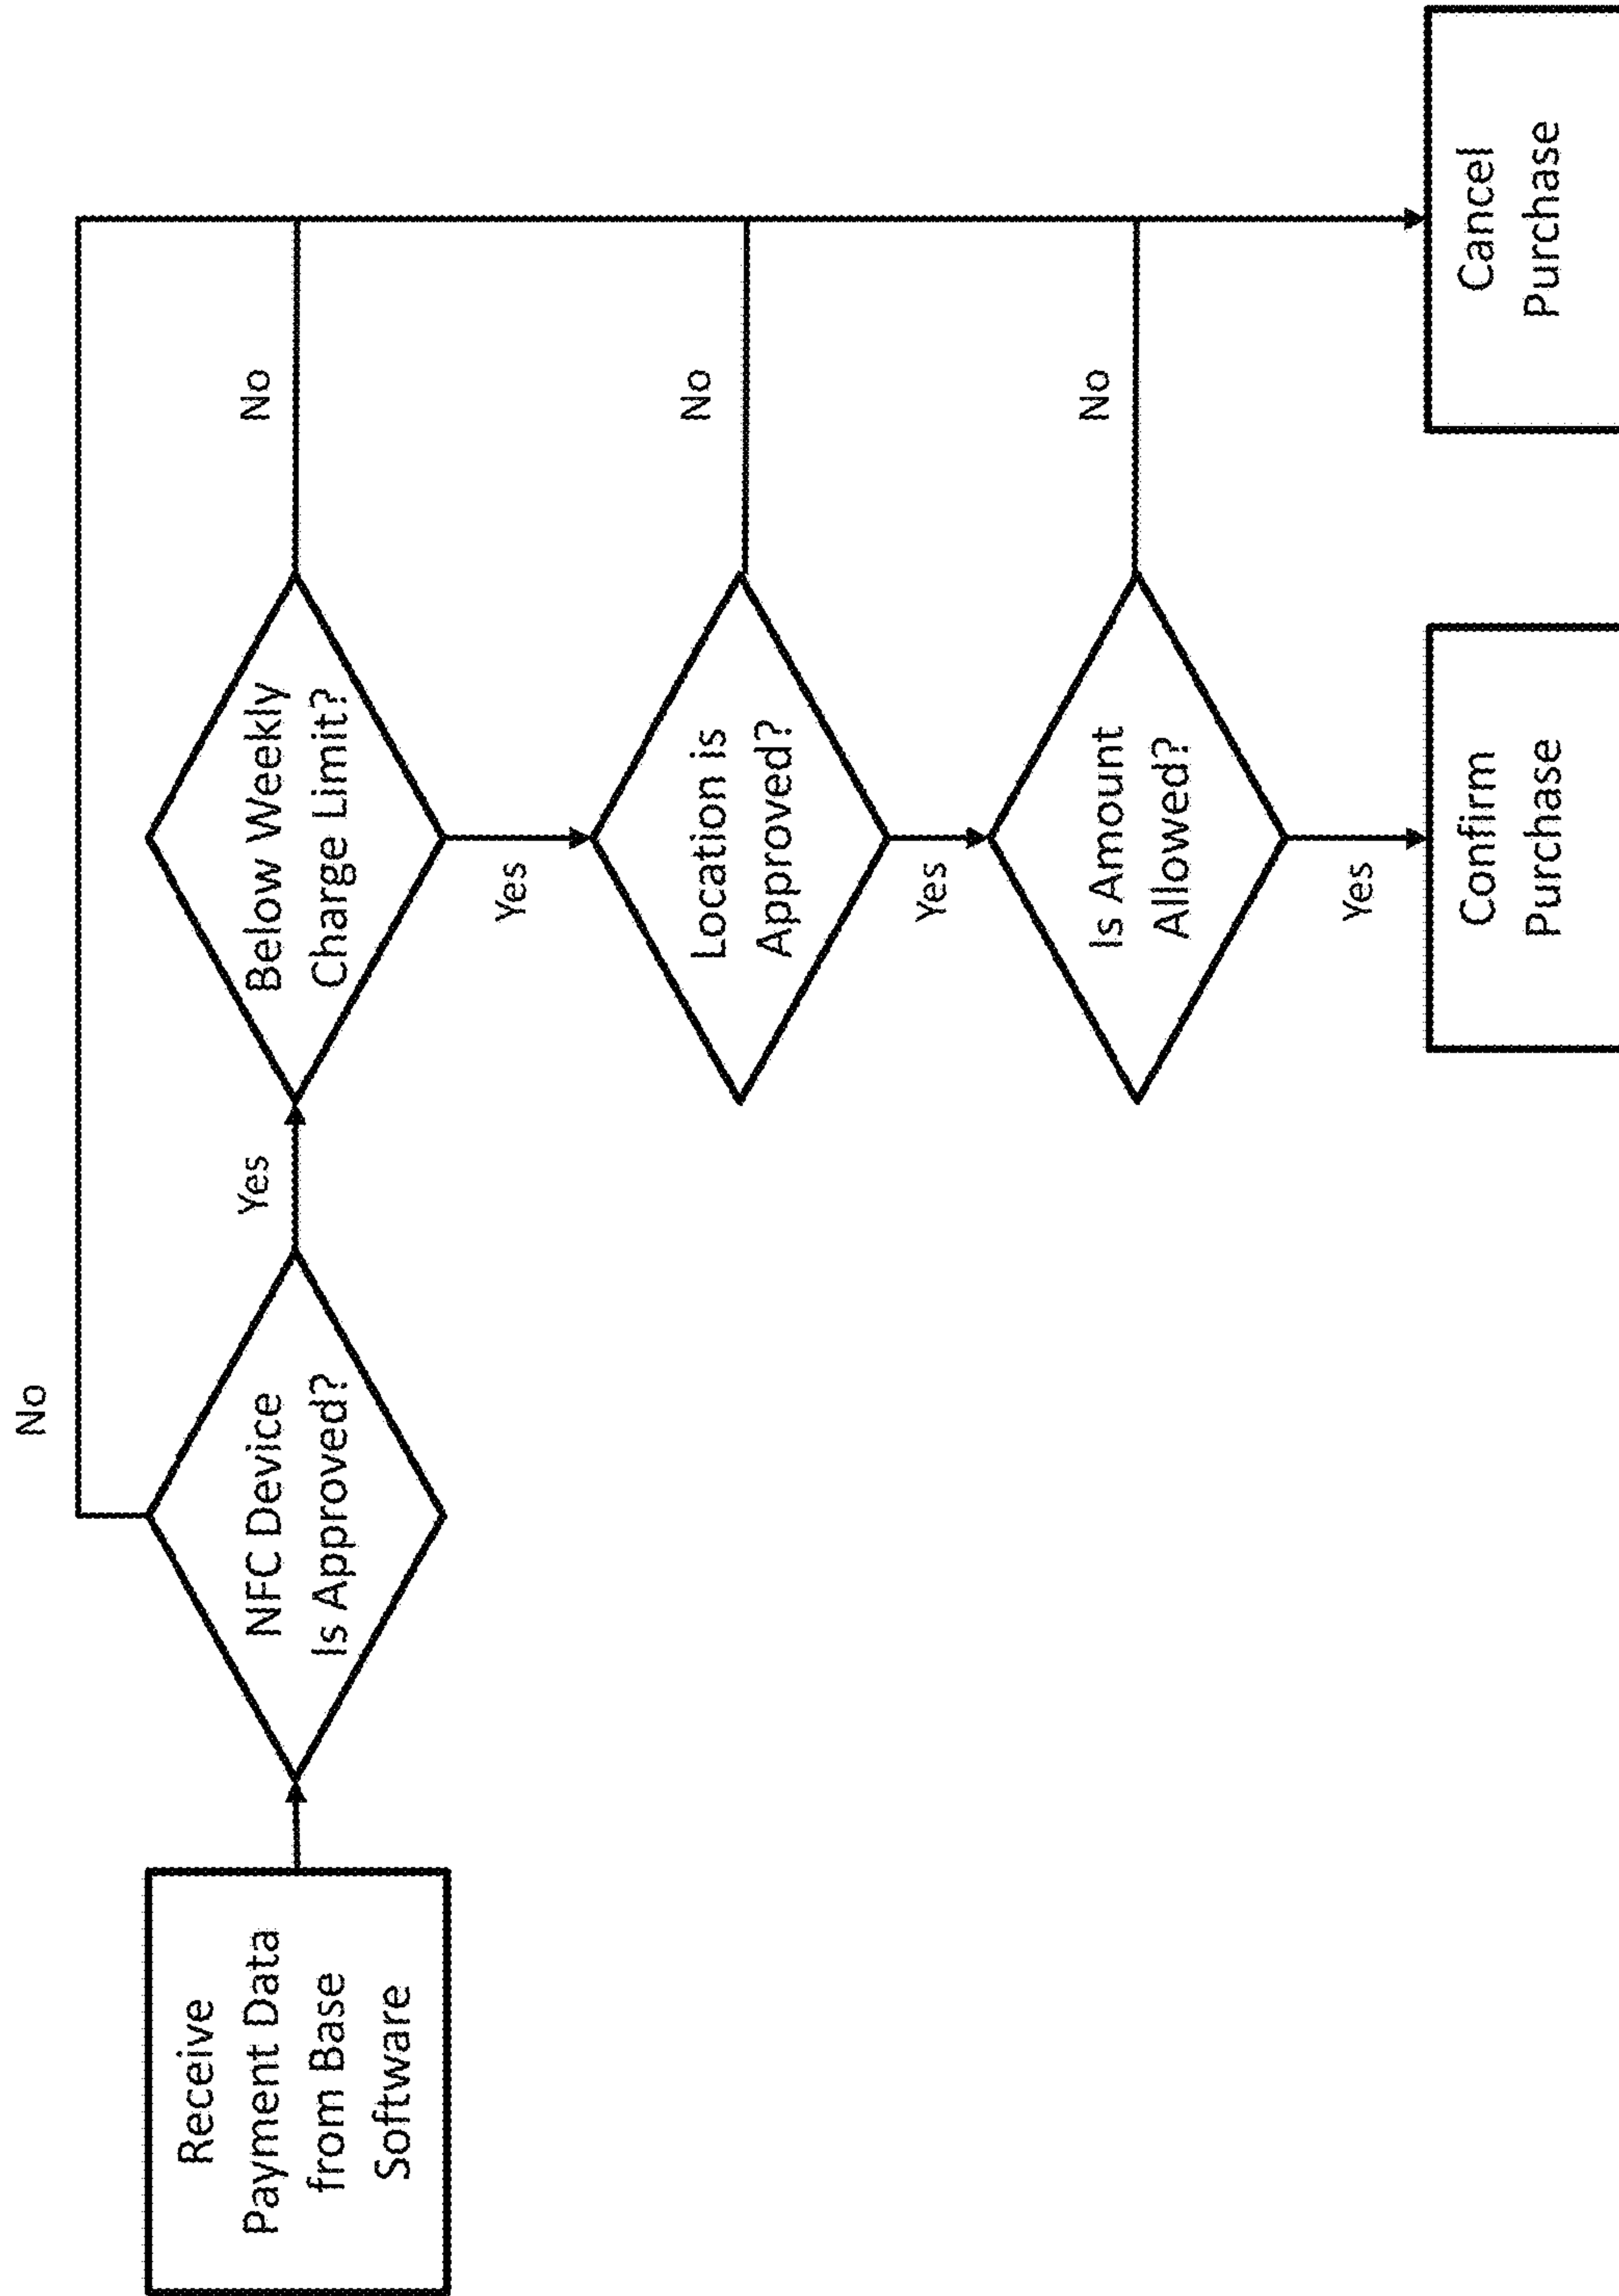 Receive
Payment Data
from Base
Software
No
NFC Device
Is Approved?
Yes
Below Weekly
Charge Limit?
No
Yes
Location is
Approved?
No
Yes
Is Amount
Allowed?
No
Yes
Confirm
Purchase
Cancel
Purchase